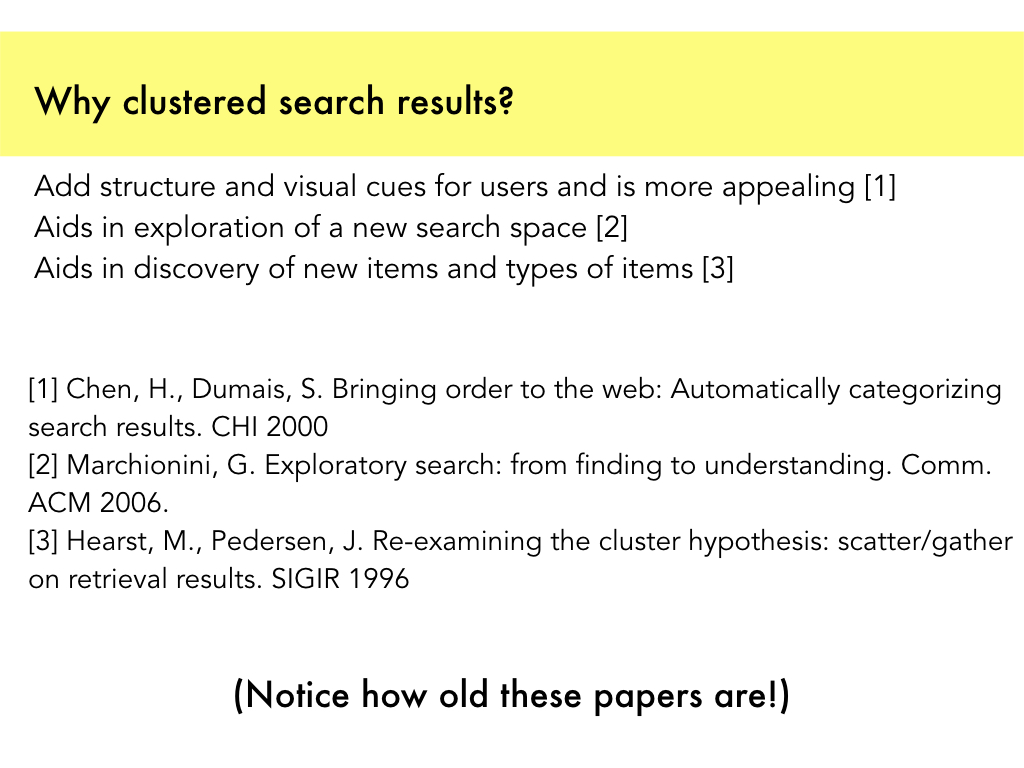 Why clustered search results?
Add structure and visual cues for users and is more appealing [1]
Aids in exploration of a new search space [2]
Aids in discovery of new items and types of items [3]
[1] Chen, H., Dumais, S. Bringing order to the web: Automatically categorizing
search results. CHI 2000
[2] Marchionini, G. Exploratory search: from finding to understanding. Comm.
ACM 2006.
[3] Hearst, M., Pedersen, J. Re-examining the cluster hypothesis: scatter/gather
on retrieval results. SIGIR 1996
(Notice how old these papers are!)